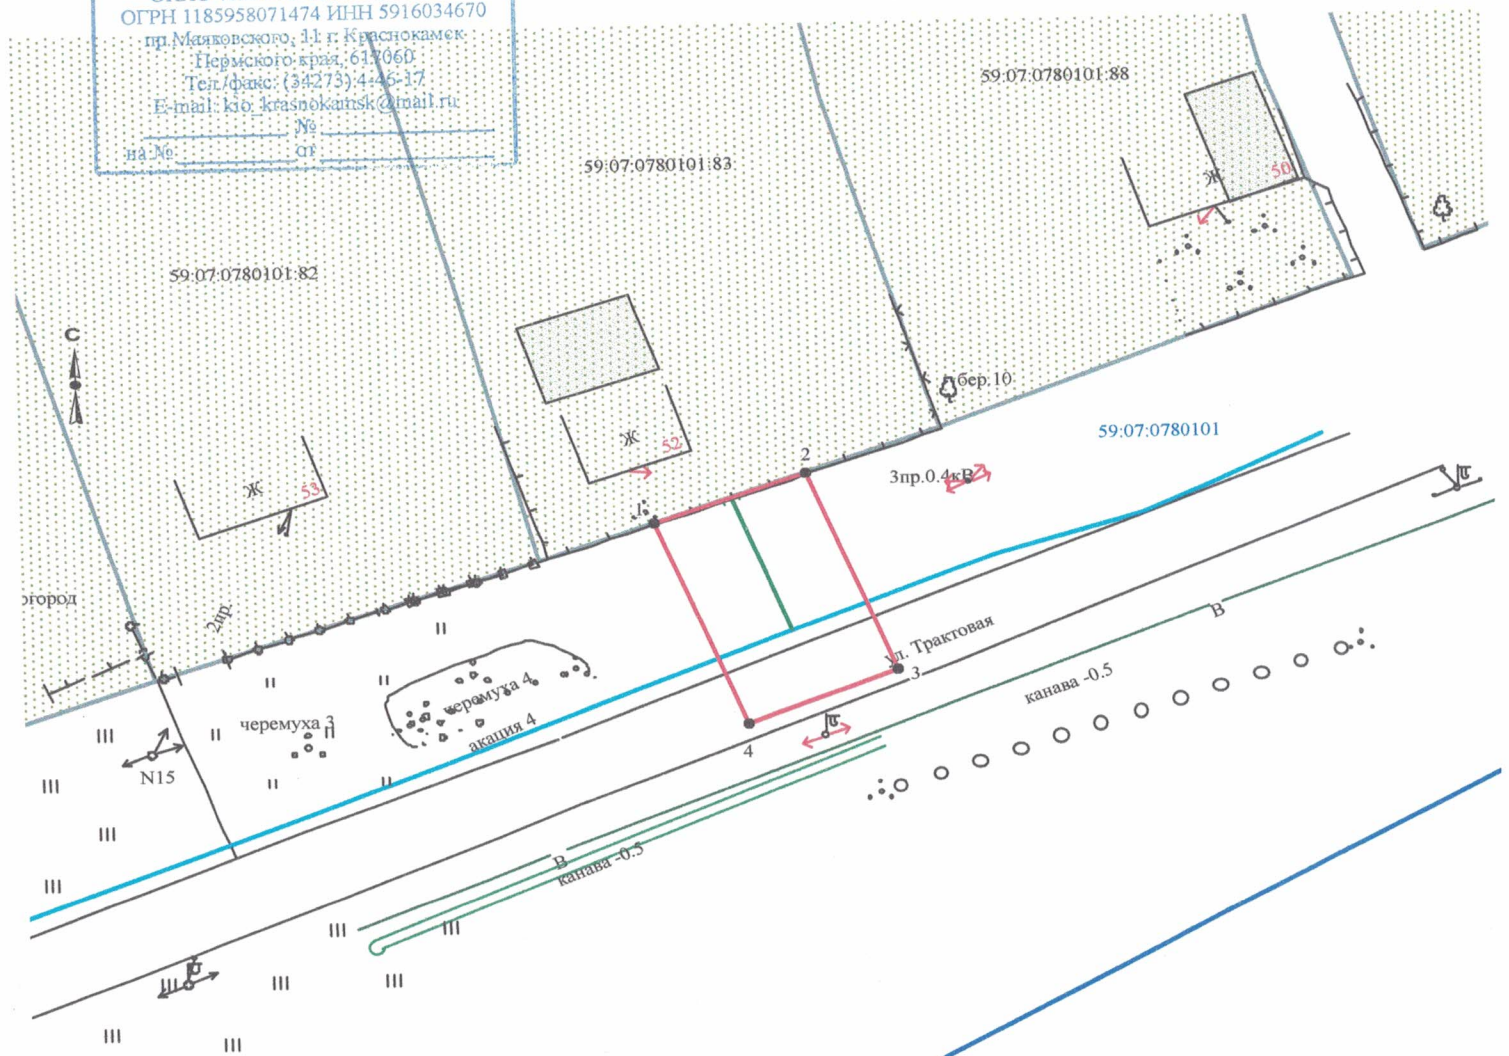 ОГРН 1185958071474 ИНН 5916034670
пр.Маяковского, 11 г. Краснокамск
Пермского края, 617060
Тел./факс: (34273) 4-46-17
E-mail: kio_krasnokamsk@mail.ru
№
на № от
59:07:0780101:88
59:07:0780101:83
50
Ж
59:07:0780101:82
С
бер.10
59:07:0780101
Ж
52
2
3пр.0.4кВ
Ж
53
1
огород
2пр.
В
ул. Трактовая
3
канава -0.5
черемуха 4
черемуха 3
акация 4
4
N15
В
канава -0.5